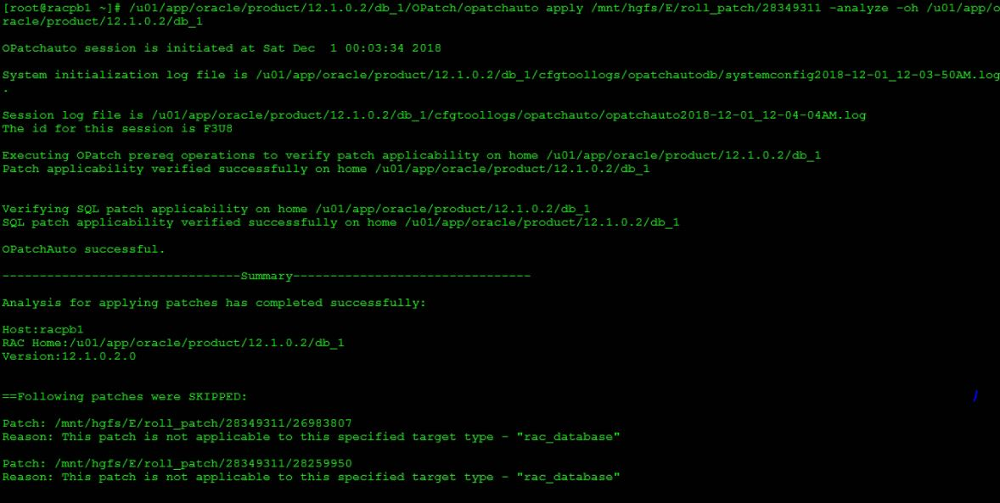 [root@racpb1 ~]# /u01/app/oracle/product/12.1.0.2/db_1/OPatch/opatchauto apply /mnt/hgfs/E/roll_patch/28349311 -analyze -oh /u01/app/o
racle/product/12.1.0.2/db_1
OPatchauto session is initiated at Sat Dec  1 00:03:34 2018
System initialization log file is /u01/app/oracle/product/12.1.0.2/db_1/cfgtoollogs/opatchautodb/systemconfig2018-12-01_12-03-50AM.log
.
Session log file is /u01/app/oracle/product/12.1.0.2/db_1/cfgtoollogs/opatchauto/opatchauto2018-12-01_12-04-04AM.log
The id for this session is F3U8
Executing OPatch prereq operations to verify patch applicability on home /u01/app/oracle/product/12.1.0.2/db_1
Patch applicability verified successfully on home /u01/app/oracle/product/12.1.0.2/db_1
Verifying SQL patch applicability on home /u01/app/oracle/product/12.1.0.2/db_1
SQL patch applicability verified successfully on home /u01/app/oracle/product/12.1.0.2/db_1
OPatchAuto successful.
--------------------------------Summary--------------------------------
Analysis for applying patches has completed successfully:
Host:racpb1
RAC Home:/u01/app/oracle/product/12.1.0.2/db_1
Version:12.1.0.2.0
==Following patches were SKIPPED:
Patch: /mnt/hgfs/E/roll_patch/28349311/26983807
Reason: This patch is not applicable to this specified target type - "rac_database"
Patch: /mnt/hgfs/E/roll_patch/28349311/28259950
Reason: This patch is not applicable to this specified target type - "rac_database"